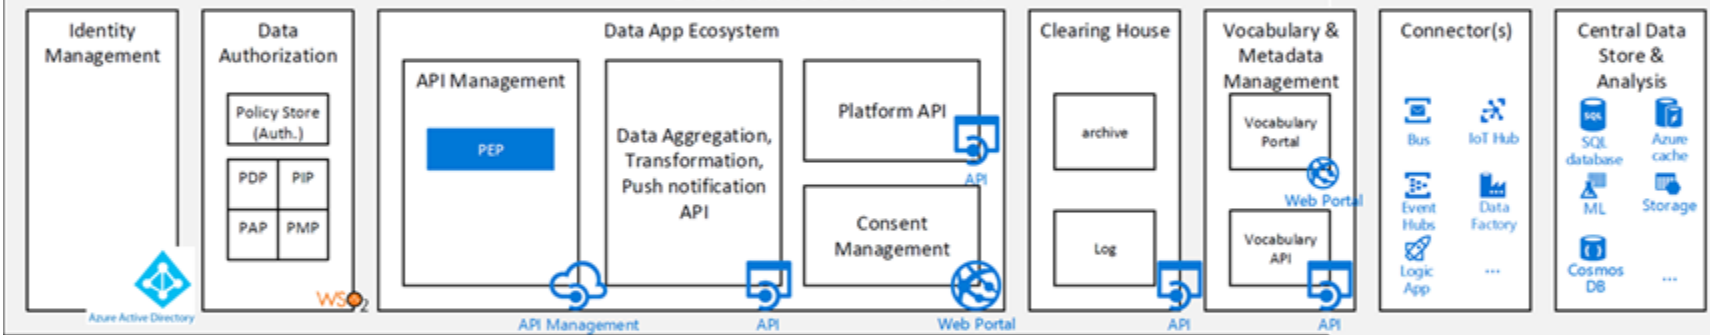 Identity
Management
Azure Active Directory
Data
Authorization
Policy Store
(Auth.)
PDP
PIP
PAP
PMP
WSO2
Data App Ecosystem
API Management
PEP
API Management
Data Aggregation,
Transformation,
Push notification
API
API
Platform API
API
Consent
Management
Web Portal
Clearing House
archive
Log
API
Vocabulary &
Metadata
Management
Vocabulary
Portal
Web Portal
Vocabulary
API
API
Connector(s)
Bus
IoT Hub
Event
Hubs
Data
Factory
Logic
App
...
Central Data
Store &
Analysis
SQL
SQL
database
Azure
cache
ML
Storage
Cosmos
DB
...